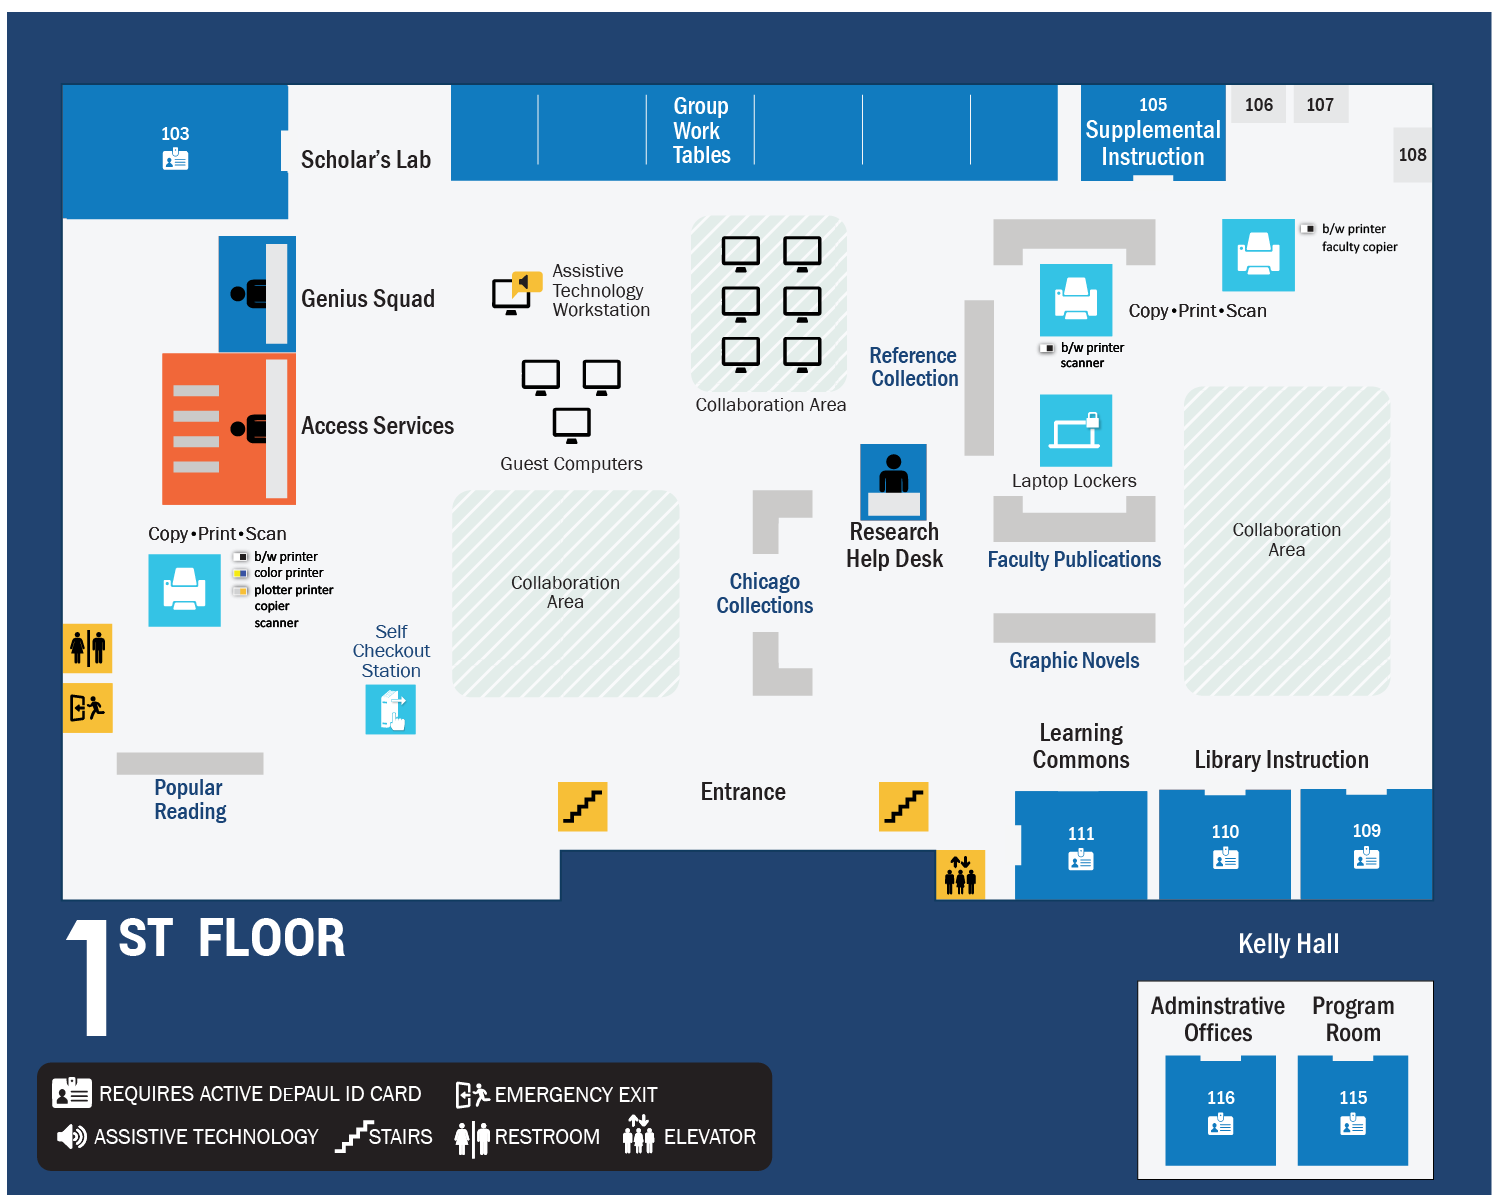 103
Scholar's Lab
Group
Work
Tables
105
Supplemental
Instruction
106
107
108
b/w printer
faculty copier
Genius Squad
Assistive
Technology
Workstation
Copy•Print•Scan
b/w printer
scanner
Reference
Collection
Collaboration Area
Access Services
Guest Computers
Laptop Lockers
Research
Help Desk
Collaboration
Area
Faculty Publications
Copy•Print•Scan
b/w printer
color printer
plotter printer
copier
scanner
Collaboration
Area
Chicago
Collections
Self
Checkout
Station
Graphic Novels
Learning
Commons
Library Instruction
Popular
Reading
Entrance
111
110
109
1ST FLOOR
Kelly Hall
Adminstrative
Offices
Program
Room
116
115
REQUIRES ACTIVE DEPAUL ID CARD
EMERGENCY EXIT
ASSISTIVE TECHNOLOGY
STAIRS
RESTROOM
ELEVATOR